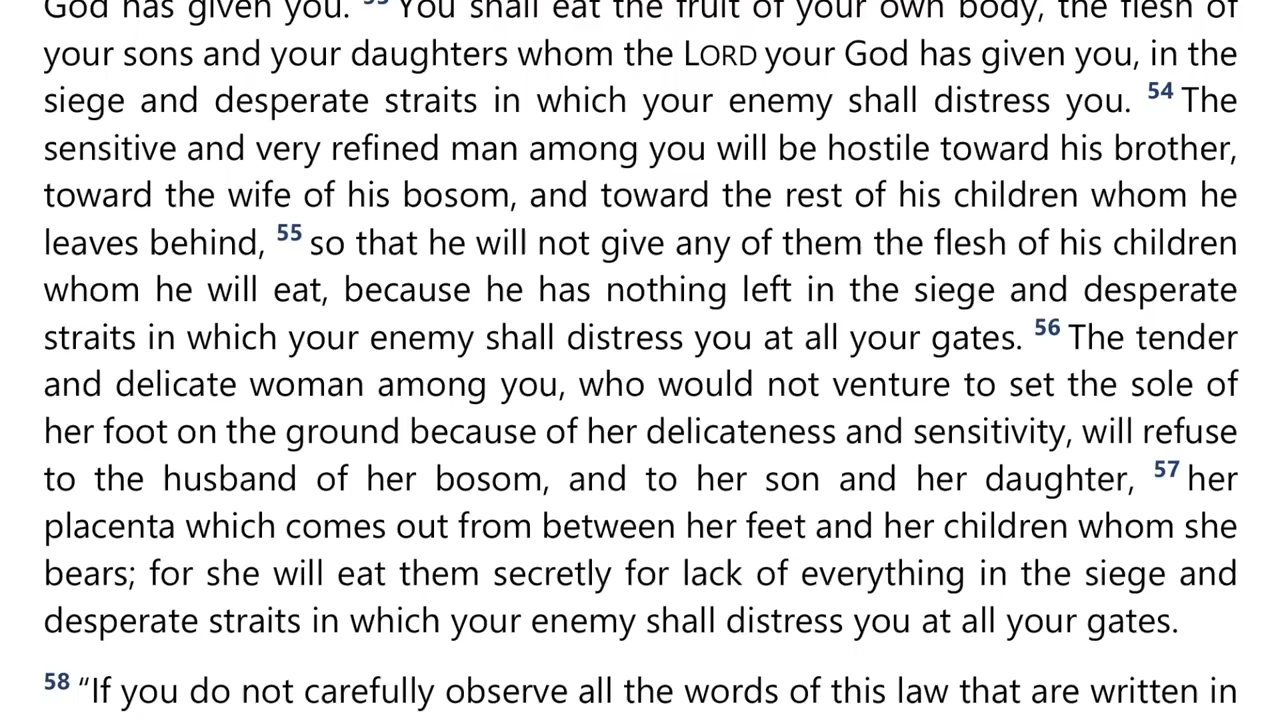 God has given you. 53 You shall eat the fruit of your own body, the flesh of
your sons and your daughters whom the LORD your God has given you, in the
siege and desperate straits in which your enemy shall distress you. 54 The
sensitive and very refined man among you will be hostile toward his brother,
toward the wife of his bosom, and toward the rest of his children whom he
leaves behind, 55 so that he will not give any of them the flesh of his children
whom he will eat, because he has nothing left in the siege and desperate
straits in which your enemy shall distress you at all your gates. 56 The tender
and delicate woman among you, who would not venture to set the sole of
her foot on the ground because of her delicateness and sensitivity, will refuse
to the husband of her bosom, and to her son and her daughter, 57 her
placenta which comes out from between her feet and her children whom she
bears; for she will eat them secretly for lack of everything in the siege and
desperate straits in which your enemy shall distress you at all your gates.
58 “If you do not carefully observe all the words of this law that are written in